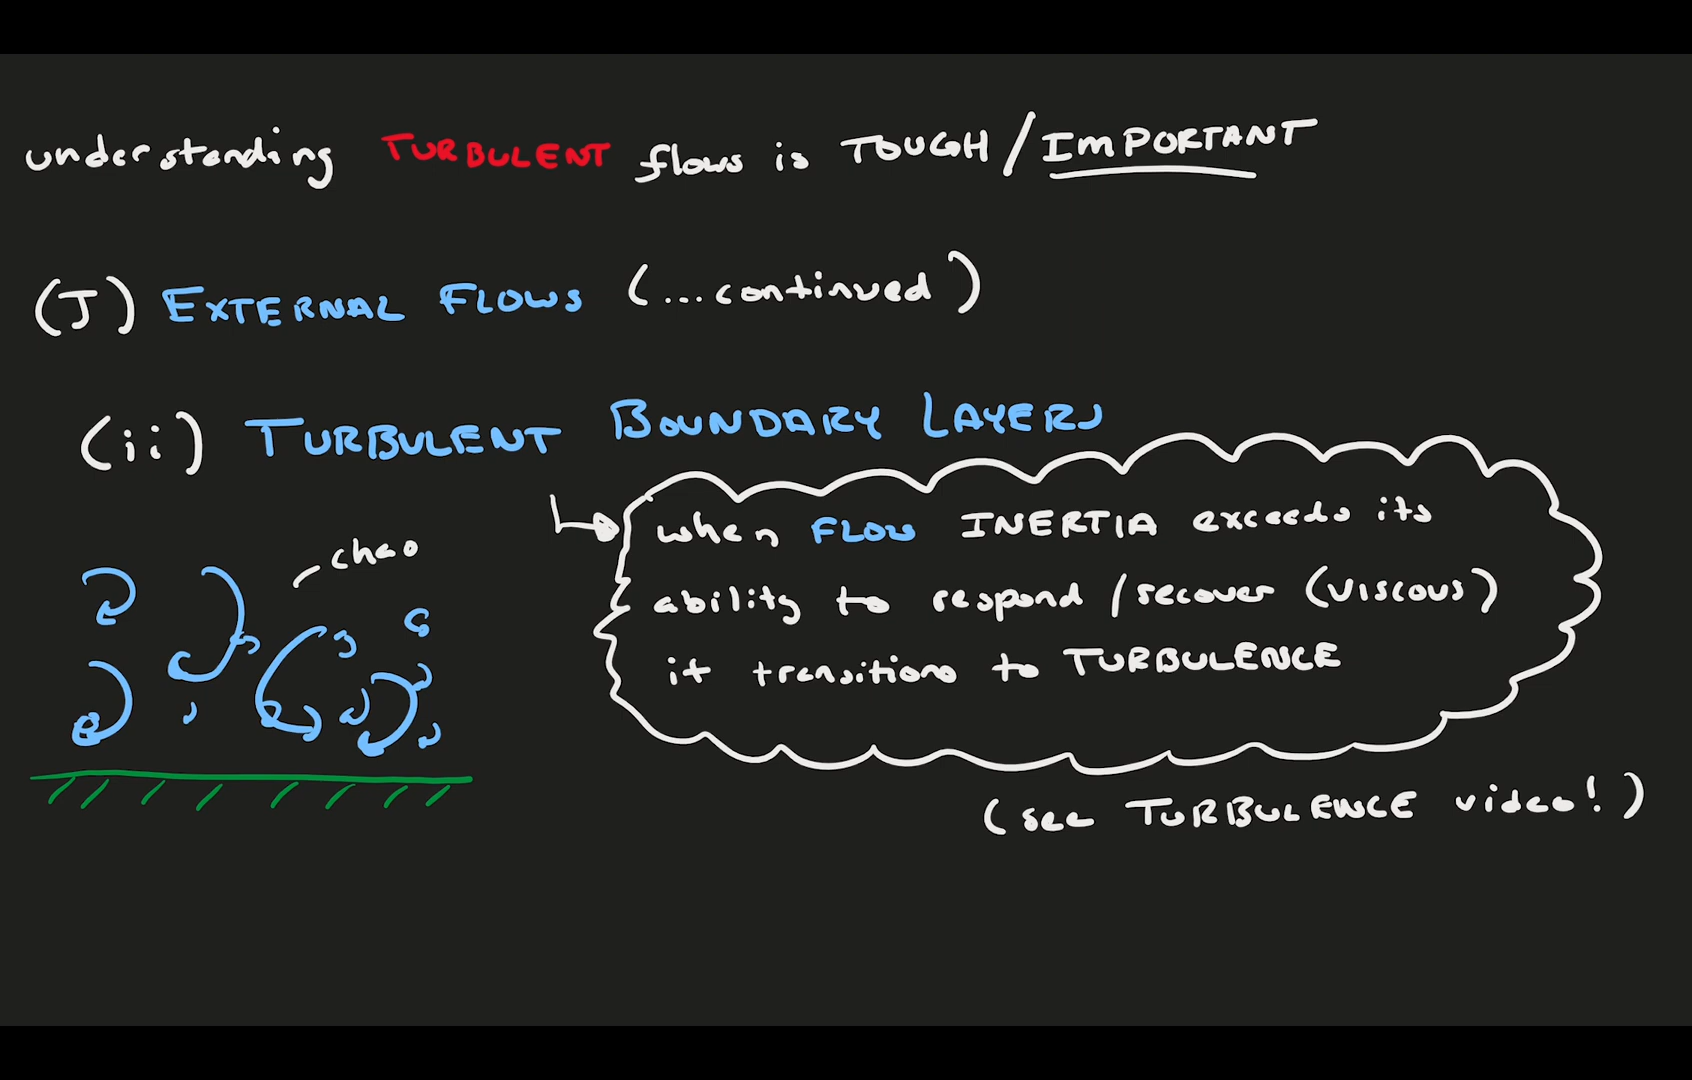 understanding TURBULENT flows is TOUGH/IMPORTANT
(J) EXTERNAL FLOWS (...continued)
(ii) TURBULENT BOUNDARY LAYERS
when FLOW INERTIA exceeds its
ability to respond/recover (VISCOUS)
it transitions to TURBULENCE
chao
(see TURBULENCE video!)